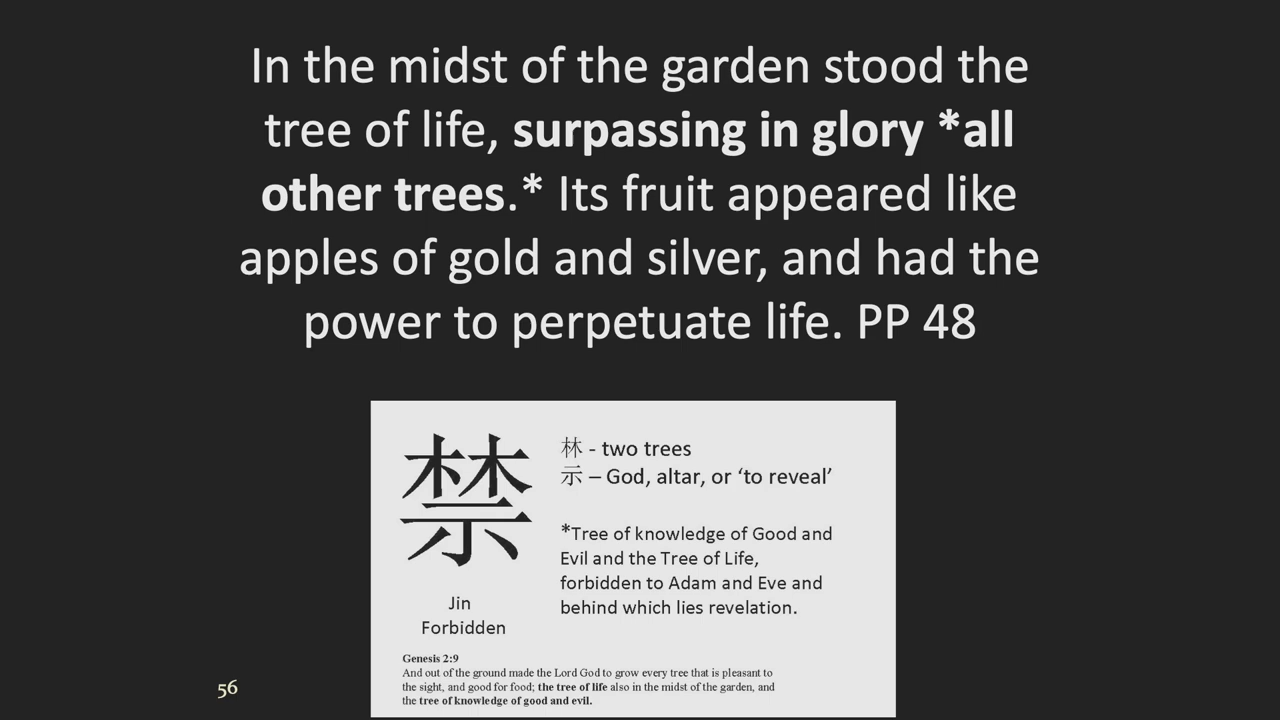 In the midst of the garden stood the
tree of life, surpassing in glory *all
other trees.* Its fruit appeared like
apples of gold and silver, and had the
power to perpetuate life. PP 48
禁
Jin
Forbidden
林 - two trees
示 – God, altar, or ‘to reveal’
*Tree of knowledge of Good and
Evil and the Tree of Life,
forbidden to Adam and Eve and
behind which lies revelation.
Genesis 2:9
And out of the ground made the Lord God to grow every tree that is pleasant to
the sight, and good for food; the tree of life also in the midst of the garden, and
the tree of knowledge of good and evil.
56